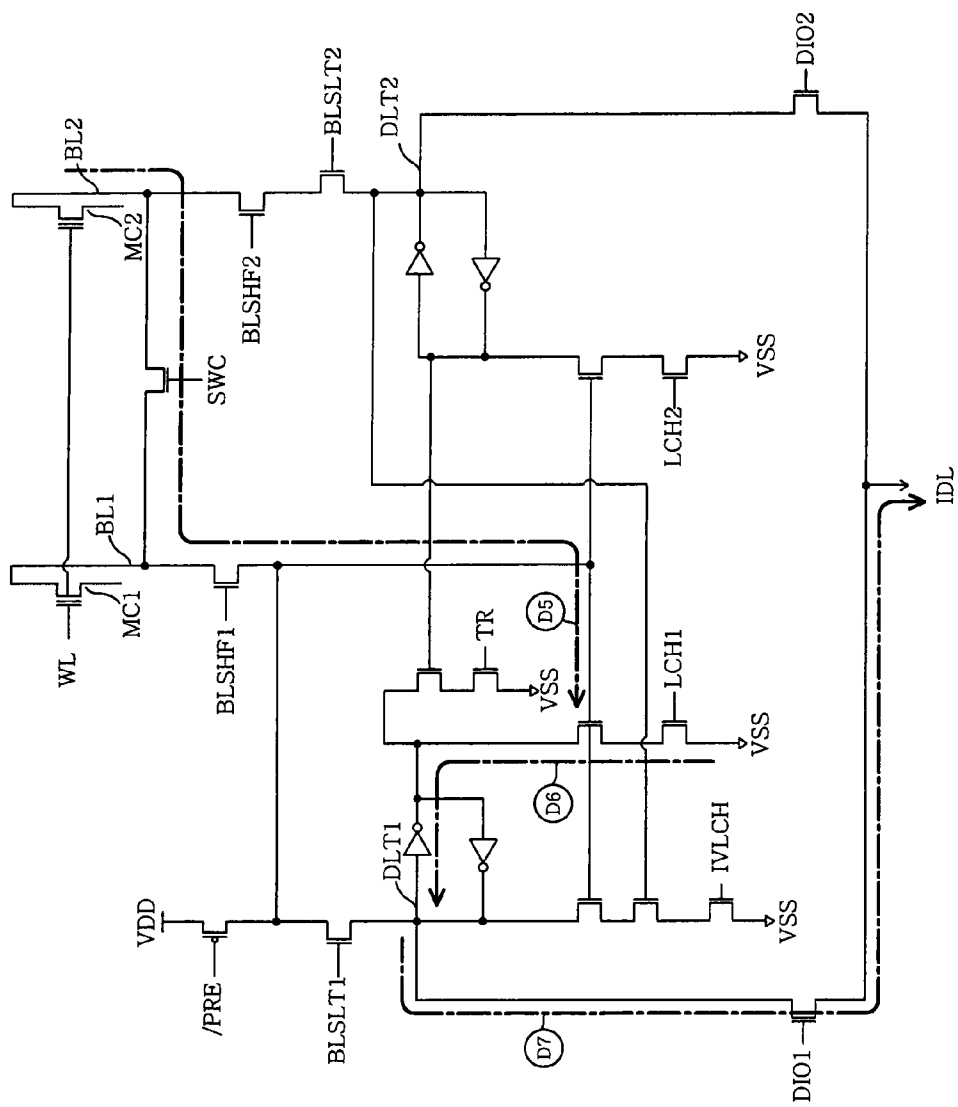 BL2
MC2
BLSLT2
BLSHF2
DLT2
DIO2
SWC
BL1
MC1
WL
BLSHF1
LCH2
VSS
TR
VSS
D5
LCH1
VSS
D6
DLT1
IVLCH
VSS
VDD
/PRE
BLSLT1
D7
DIO1
IDL